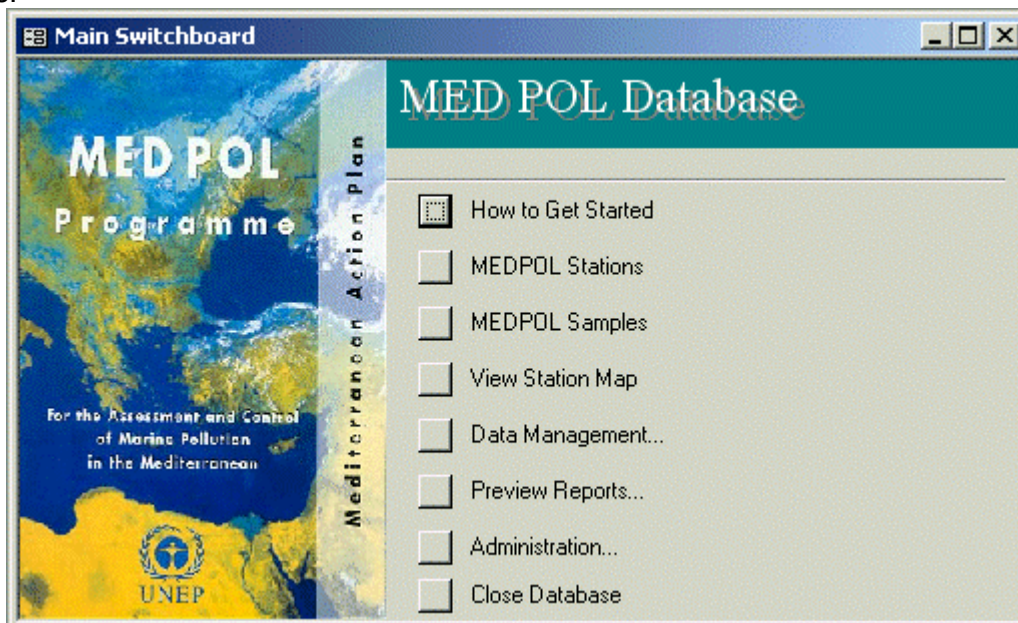 Main Switchboard
MED POL Database
MED POL
Programme
Mediterranean Action Plan
For the Assessment and Control
of Marine Pollution
in the Mediterranean
UNEP
How to Get Started
MEDPOL Stations
MEDPOL Samples
View Station Map
Data Management...
Preview Reports...
Administration...
Close Database